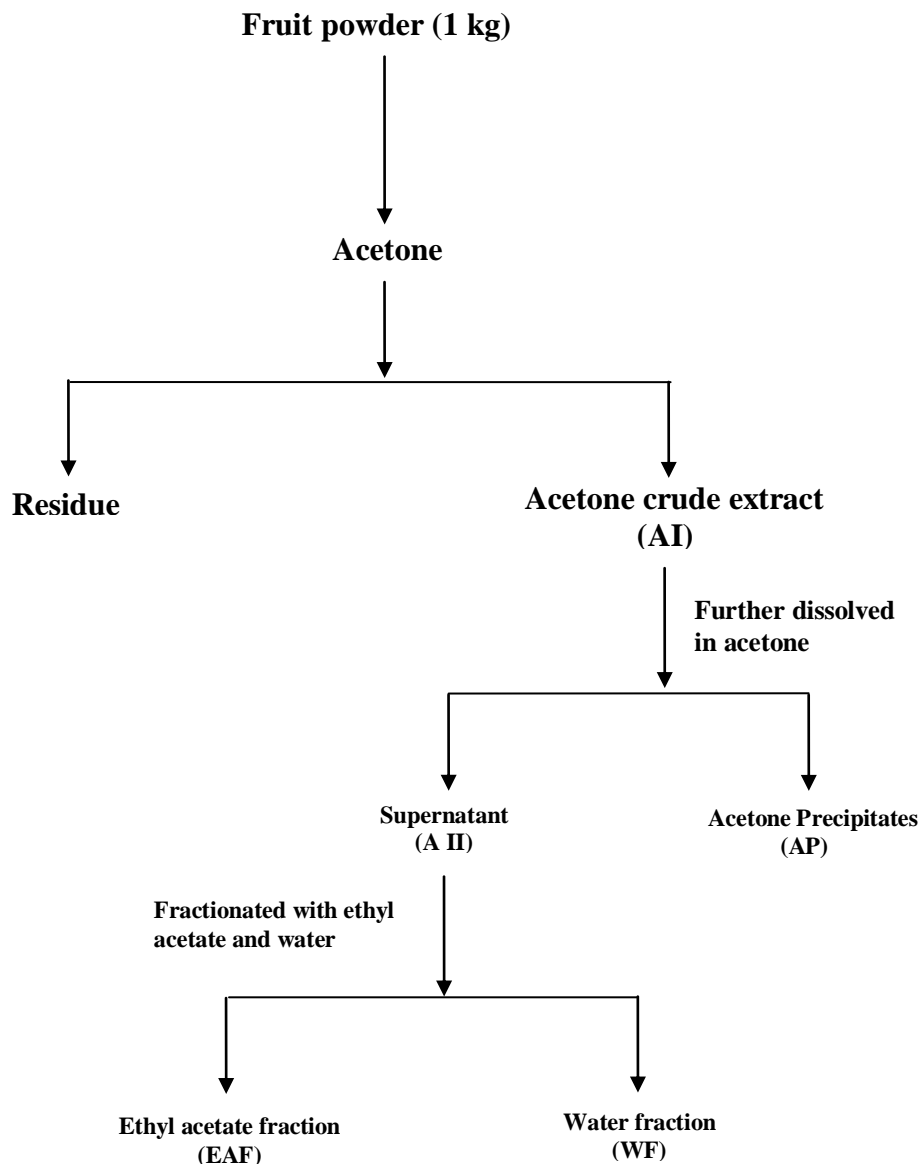 Fruit powder (1 kg)
Acetone
Residue
Acetone crude extract
(AI)
Further dissolved
in acetone
Supernatant
(A II)
Acetone Precipitates
(AP)
Fractionated with ethyl
acetate and water
Ethyl acetate fraction
(EAF)
Water fraction
(WF)